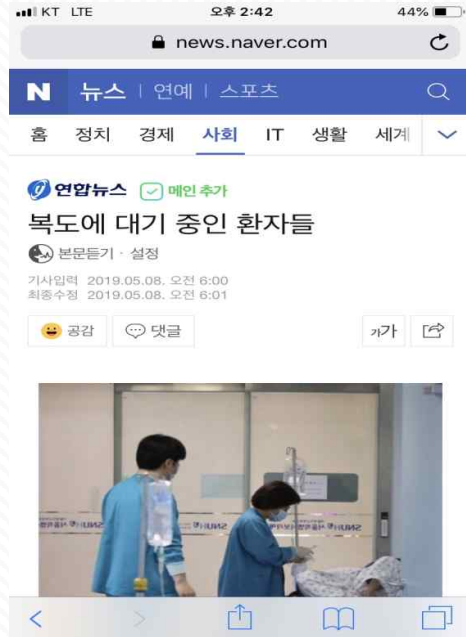 KT LTE 오후 2:42 44%
news.naver.com
N 뉴스 | 연예 | 스포츠
홈 정치 경제 사회 IT 생활 세계
연합뉴스 메인 추가
복도에 대기 중인 환자들
본문듣기 · 설정
기사입력 2019.05.08. 오전 6:00
최종수정 2019.05.08. 오전 6:01
공감 댓글 가가
SNUH